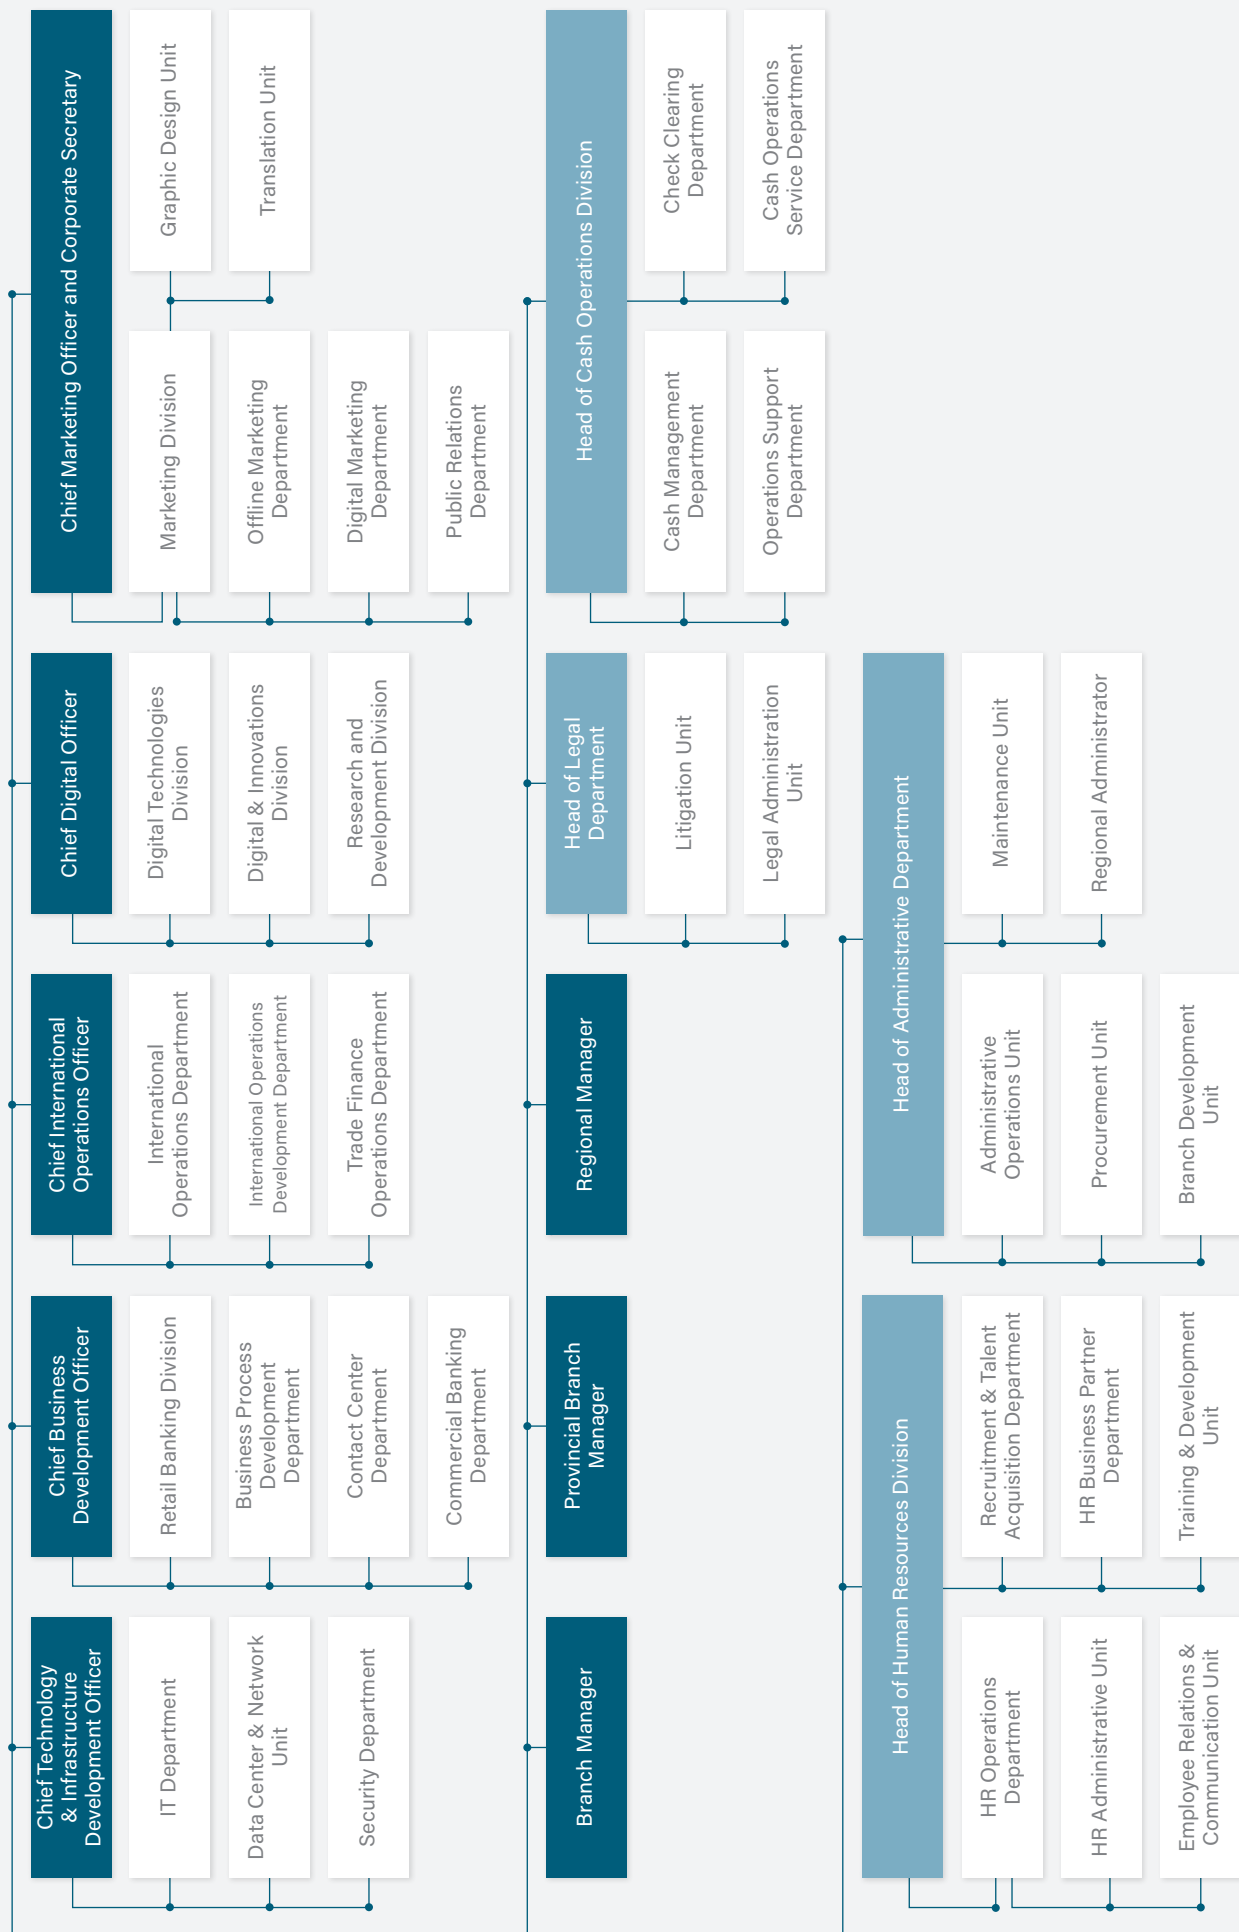 Chief Technology
& Infrastructure
Development Officer
IT Department
Data Center & Network
Unit
Security Department
Chief Business
Development Officer
Retail Banking Division
Business Process
Development
Department
Contact Center
Department
Commercial Banking
Department
Chief International
Operations Officer
International
Operations Department
International Operations
Development Department
Trade Finance
Operations Department
Chief Digital Officer
Digital Technologies
Division
Digital & Innovations
Division
Research and
Development Division
Chief Marketing Officer and Corporate Secretary
Marketing Division
Offline Marketing
Department
Digital Marketing
Department
Public Relations
Department
Graphic Design Unit
Translation Unit
Branch Manager
Provincial Branch
Manager
Regional Manager
Head of Legal
Department
Litigation Unit
Legal Administration
Unit
Head of Cash Operations Division
Cash Management
Department
Operations Support
Department
Check Clearing
Department
Cash Operations
Service Department
Head of Human Resources Division
HR Operations
Department
HR Administrative Unit
Employee Relations &
Communication Unit
Recruitment & Talent
Acquisition Department
HR Business Partner
Department
Training & Development
Unit
Head of Administrative Department
Administrative
Operations Unit
Procurement Unit
Branch Development
Unit
Maintenance Unit
Regional Administrator